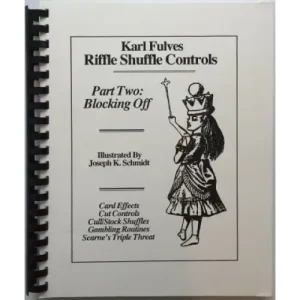 Karl Fulves
Riffle Shuffle Controls
Part Two:
Blocking Off
Illustrated By
Joseph K. Schmidt
Card Effects
Cut Controls
Cull/Stock Shuffles
Gambling Routines
Scarne's Triple Threat